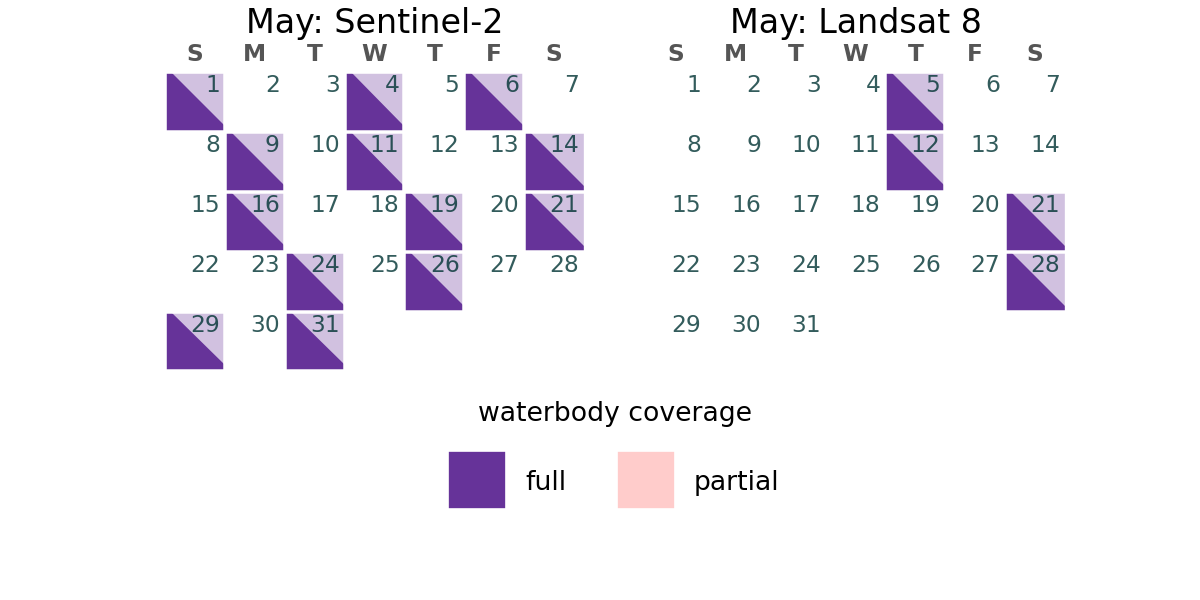 May: Sentinel-2
S M T W T F S
1 2 3 4 5 6 7
8 9 10 11 12 13 14
15 16 17 18 19 20 21
22 23 24 25 26 27 28
29 30 31
May: Landsat 8
S M T W T F S
1 2 3 4 5 6 7
8 9 10 11 12 13 14
15 16 17 18 19 20 21
22 23 24 25 26 27 28
29 30 31
waterbody coverage
full partial